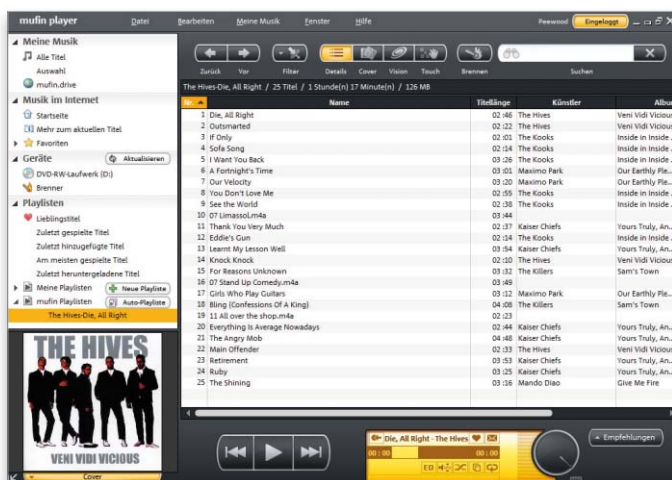 mufin player Datei Bearbeiten Meine Musik Fenster Hilfe Peewood Eingeloggt
Meine Musik
Alle Titel
Auswahl
mufin.drive
Musik im Internet
Startseite
Mehr zum aktuellen Titel
Favoriten
Geräte Aktualisieren
DVD-RW-Laufwerk (D:)
Brenner
Playlisten
Lieblingstitel
Zuletzt gespielte Titel
Zuletzt hinzugefügte Titel
Am meisten gespielte Titel
Zuletzt heruntergeladene Titel
Meine Playlisten Neue Playliste
mufin Playlisten Auto-Playliste
The Hives-Die, All Right
THE HIVES
VENI VIDI VICIOUS
Cover
Zurück Vor Filter Details Cover Vision Touch Brennen Suchen
The Hives-Die, All Right / 25 Titel / 1 Stunde(n) 17 Minute(n) / 126 MB
Nr. Name Titellänge Künstler Album
1 Die, All Right 02:46 The Hives Veni Vidi Vicious
2 Outsmarted 02:22 The Hives Veni Vidi Vicious
3 If Only 02:01 The Kooks Inside in Inside
4 Sofa Song 02:14 The Kooks Inside in Inside
5 I Want You Back 03:26 The Kooks Inside in Inside
6 A Fortnight's Time 03:01 Maximo Park Our Earthly Ple...
7 Our Velocity 03:20 Maximo Park Our Earthly Ple...
8 You Don't Love Me 02:55 The Kooks Inside in Inside
9 See the World 02:38 The Kooks Inside in Inside
10 07 Limassol.m4a 03:44
11 Thank You Very Much 02:37 Kaiser Chiefs Yours Truly, An...
12 Eddie's Gun 02:14 The Kooks Inside in Inside
13 Learnt My Lesson Well 03:54 Kaiser Chiefs Yours Truly, An...
14 Knock Knock 02:10 The Hives Veni Vidi Vicious
15 For Reasons Unknown 03:32 The Killers Sam's Town
16 07 Stand Up Comedy.m4a 03:49
17 Girls Who Play Guitars 03:12 Maximo Park Our Earthly Ple...
18 Bling (Confessions Of A King) 04:08 The Killers Sam's Town
19 11 All over the shop.m4a 02:23
20 Everything Is Average Nowadays 02:44 Kaiser Chiefs Yours Truly, An...
21 The Angry Mob 04:48 Kaiser Chiefs Yours Truly, An...
22 Main Offender 02:33 The Hives Veni Vidi Vicious
23 Retirement 03:53 Kaiser Chiefs Yours Truly, An...
24 Ruby 03:25 Kaiser Chiefs Yours Truly, An...
25 The Shining 03:16 Mando Diao Give Me Fire
Die, All Right - The Hives
00:00 00:00
EQ
Empfehlungen